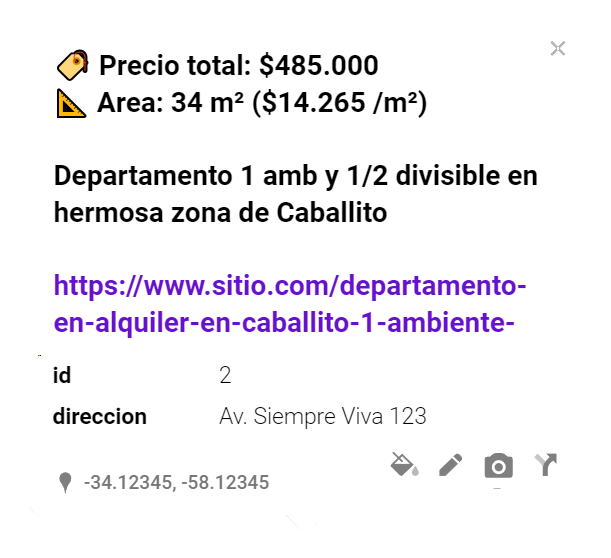 Precio total: $485.000
Area: 34 m² ($14.265 /m²)
Departamento 1 amb y 1/2 divisible en
hermosa zona de Caballito
https://www.sitio.com/departamento-
en-alquiler-en-caballito-1-ambiente-
id 2
direccion Av. Siempre Viva 123
-34.12345, -58.12345